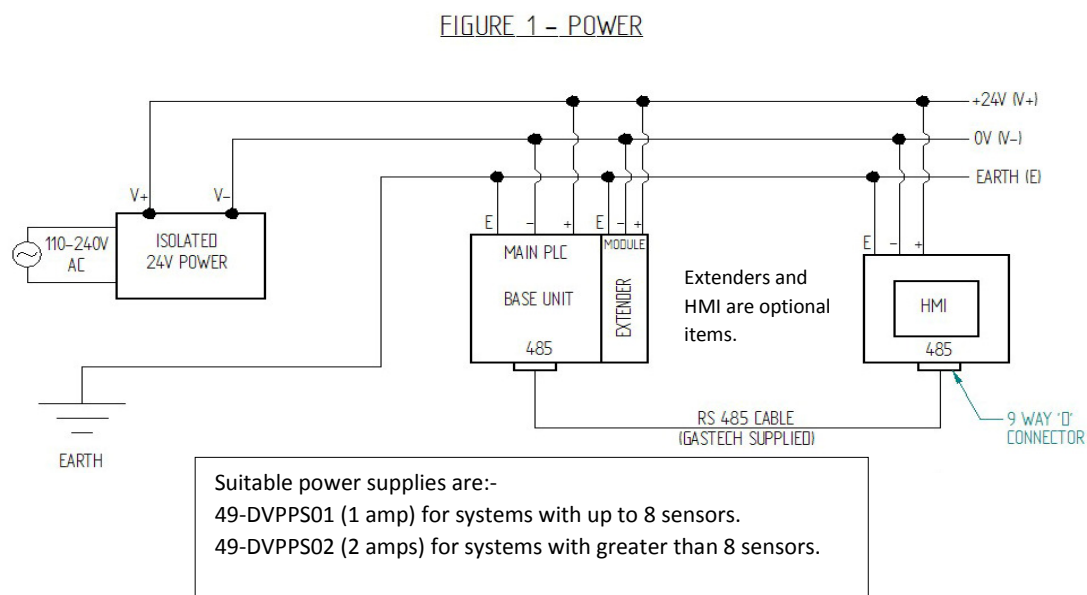 FIGURE 1 – POWER
+24V (V+)
0V (V-)
EARTH (E)
V+
V-
110-240V
AC
ISOLATED
24V POWER
E
-
+
E
-
+
MAIN PLC
BASE UNIT
485
MODULE
EXTENDER
Extenders and
HMI are optional
items.
E
-
+
HMI
485
RS 485 CABLE
(GASTECH SUPPLIED)
9 WAY 'D'
CONNECTOR
EARTH
Suitable power supplies are:-
49-DVPPS01 (1 amp) for systems with up to 8 sensors.
49-DVPPS02 (2 amps) for systems with greater than 8 sensors.